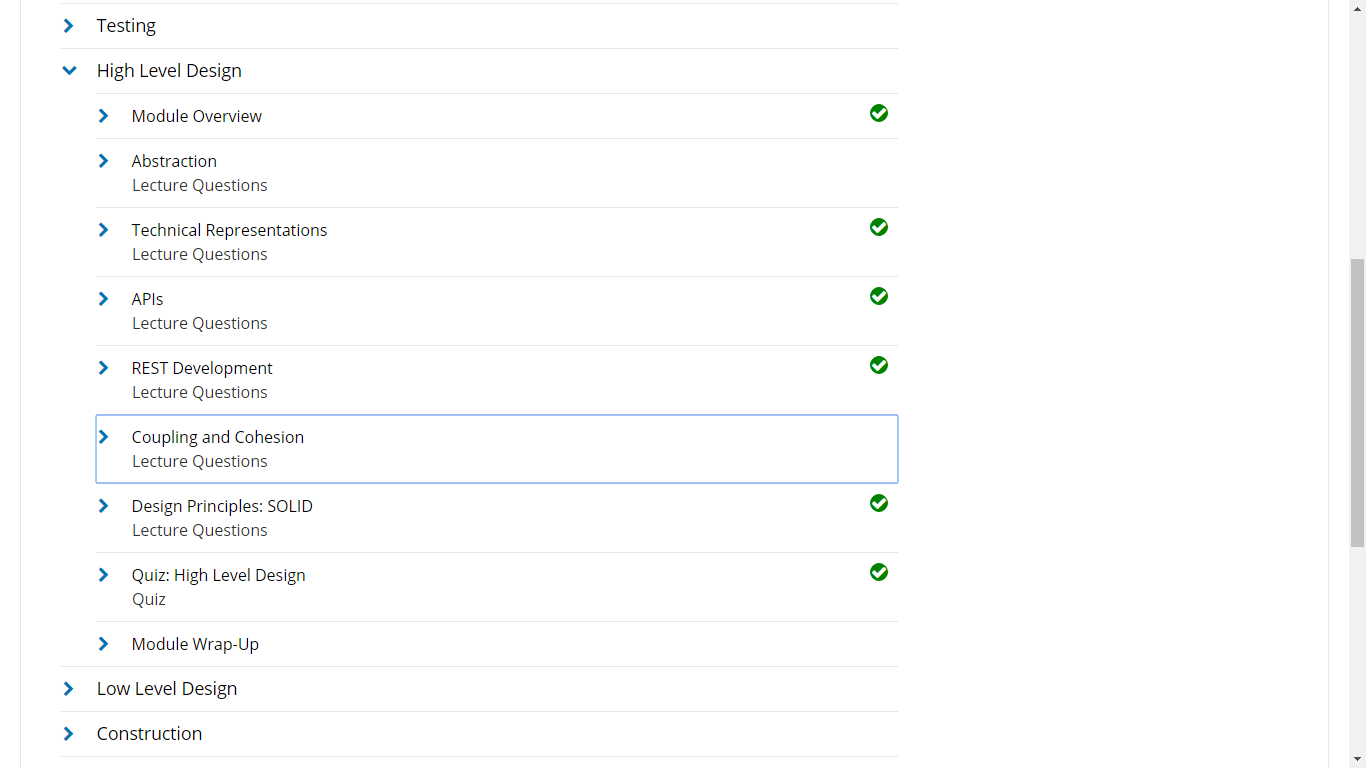 Testing
High Level Design
Module Overview
Abstraction
Lecture Questions
Technical Representations
Lecture Questions
APIs
Lecture Questions
REST Development
Lecture Questions
Coupling and Cohesion
Lecture Questions
Design Principles: SOLID
Lecture Questions
Quiz: High Level Design
Quiz
Module Wrap-Up
Low Level Design
Construction